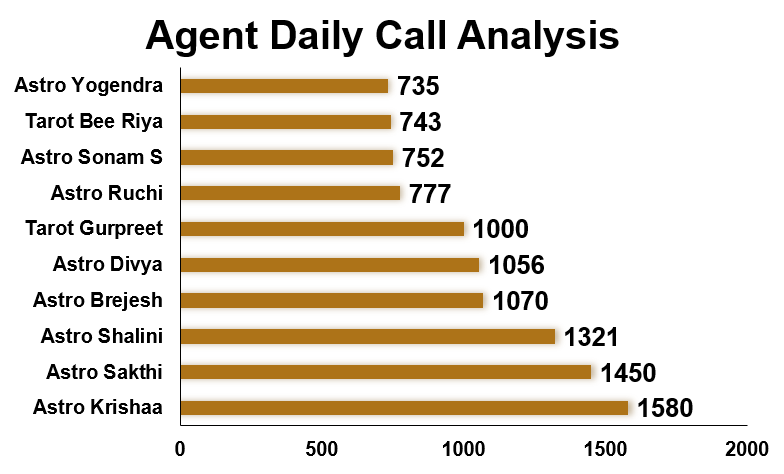 Agent Daily Call Analysis
Astro Yogendra 735
Tarot Bee Riya 743
Astro Sonam S 752
Astro Ruchi 777
Tarot Gurpreet 1000
Astro Divya 1056
Astro Brejesh 1070
Astro Shalini 1321
Astro Sakthi 1450
Astro Krishaa 1580
0 500 1000 1500 2000